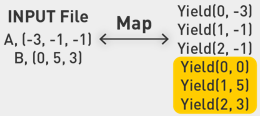 INPUT File
A, (-3, -1, -1)
B, (0, 5, 3)
Map
Yield(0, -3)
Yield(1, -1)
Yield(2, -1)
Yield(0, 0)
Yield(1, 5)
Yield(2, 3)